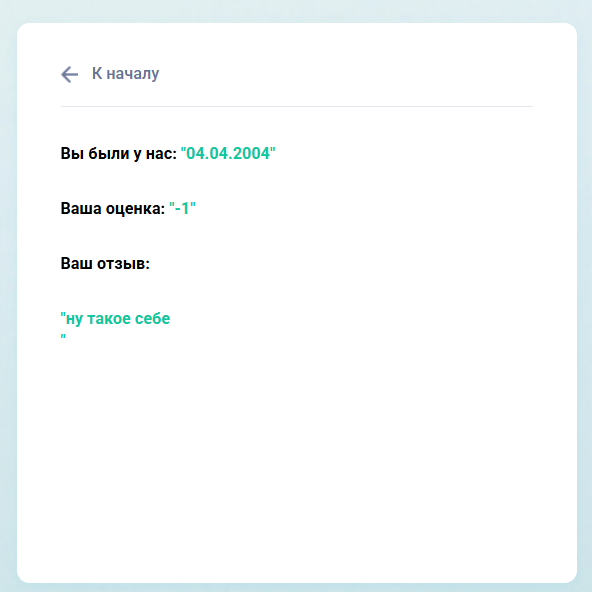 К началу
Вы были у нас: "04.04.2004"
Ваша оценка: "-1"
Ваш отзыв:
"ну такое себе
"